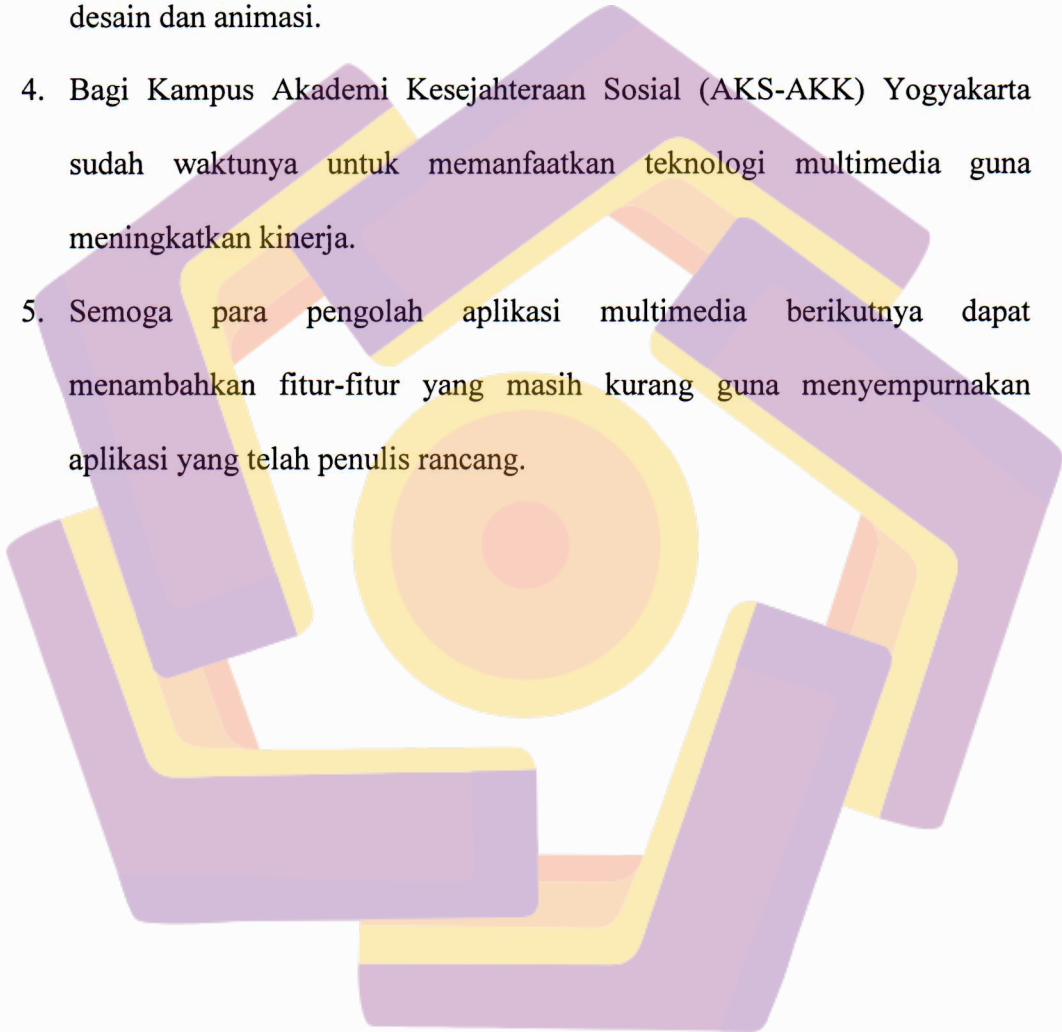 desain dan animasi.
4. Bagi Kampus Akademi Kesejahteraan Sosial (AKS-AKK) Yogyakarta
sudah waktunya untuk memanfaatkan teknologi multimedia guna
meningkatkan kinerja.
5. Semoga para pengolah aplikasi multimedia berikutnya dapat
menambahkan fitur-fitur yang masih kurang guna menyempurnakan
aplikasi yang telah penulis rancang.